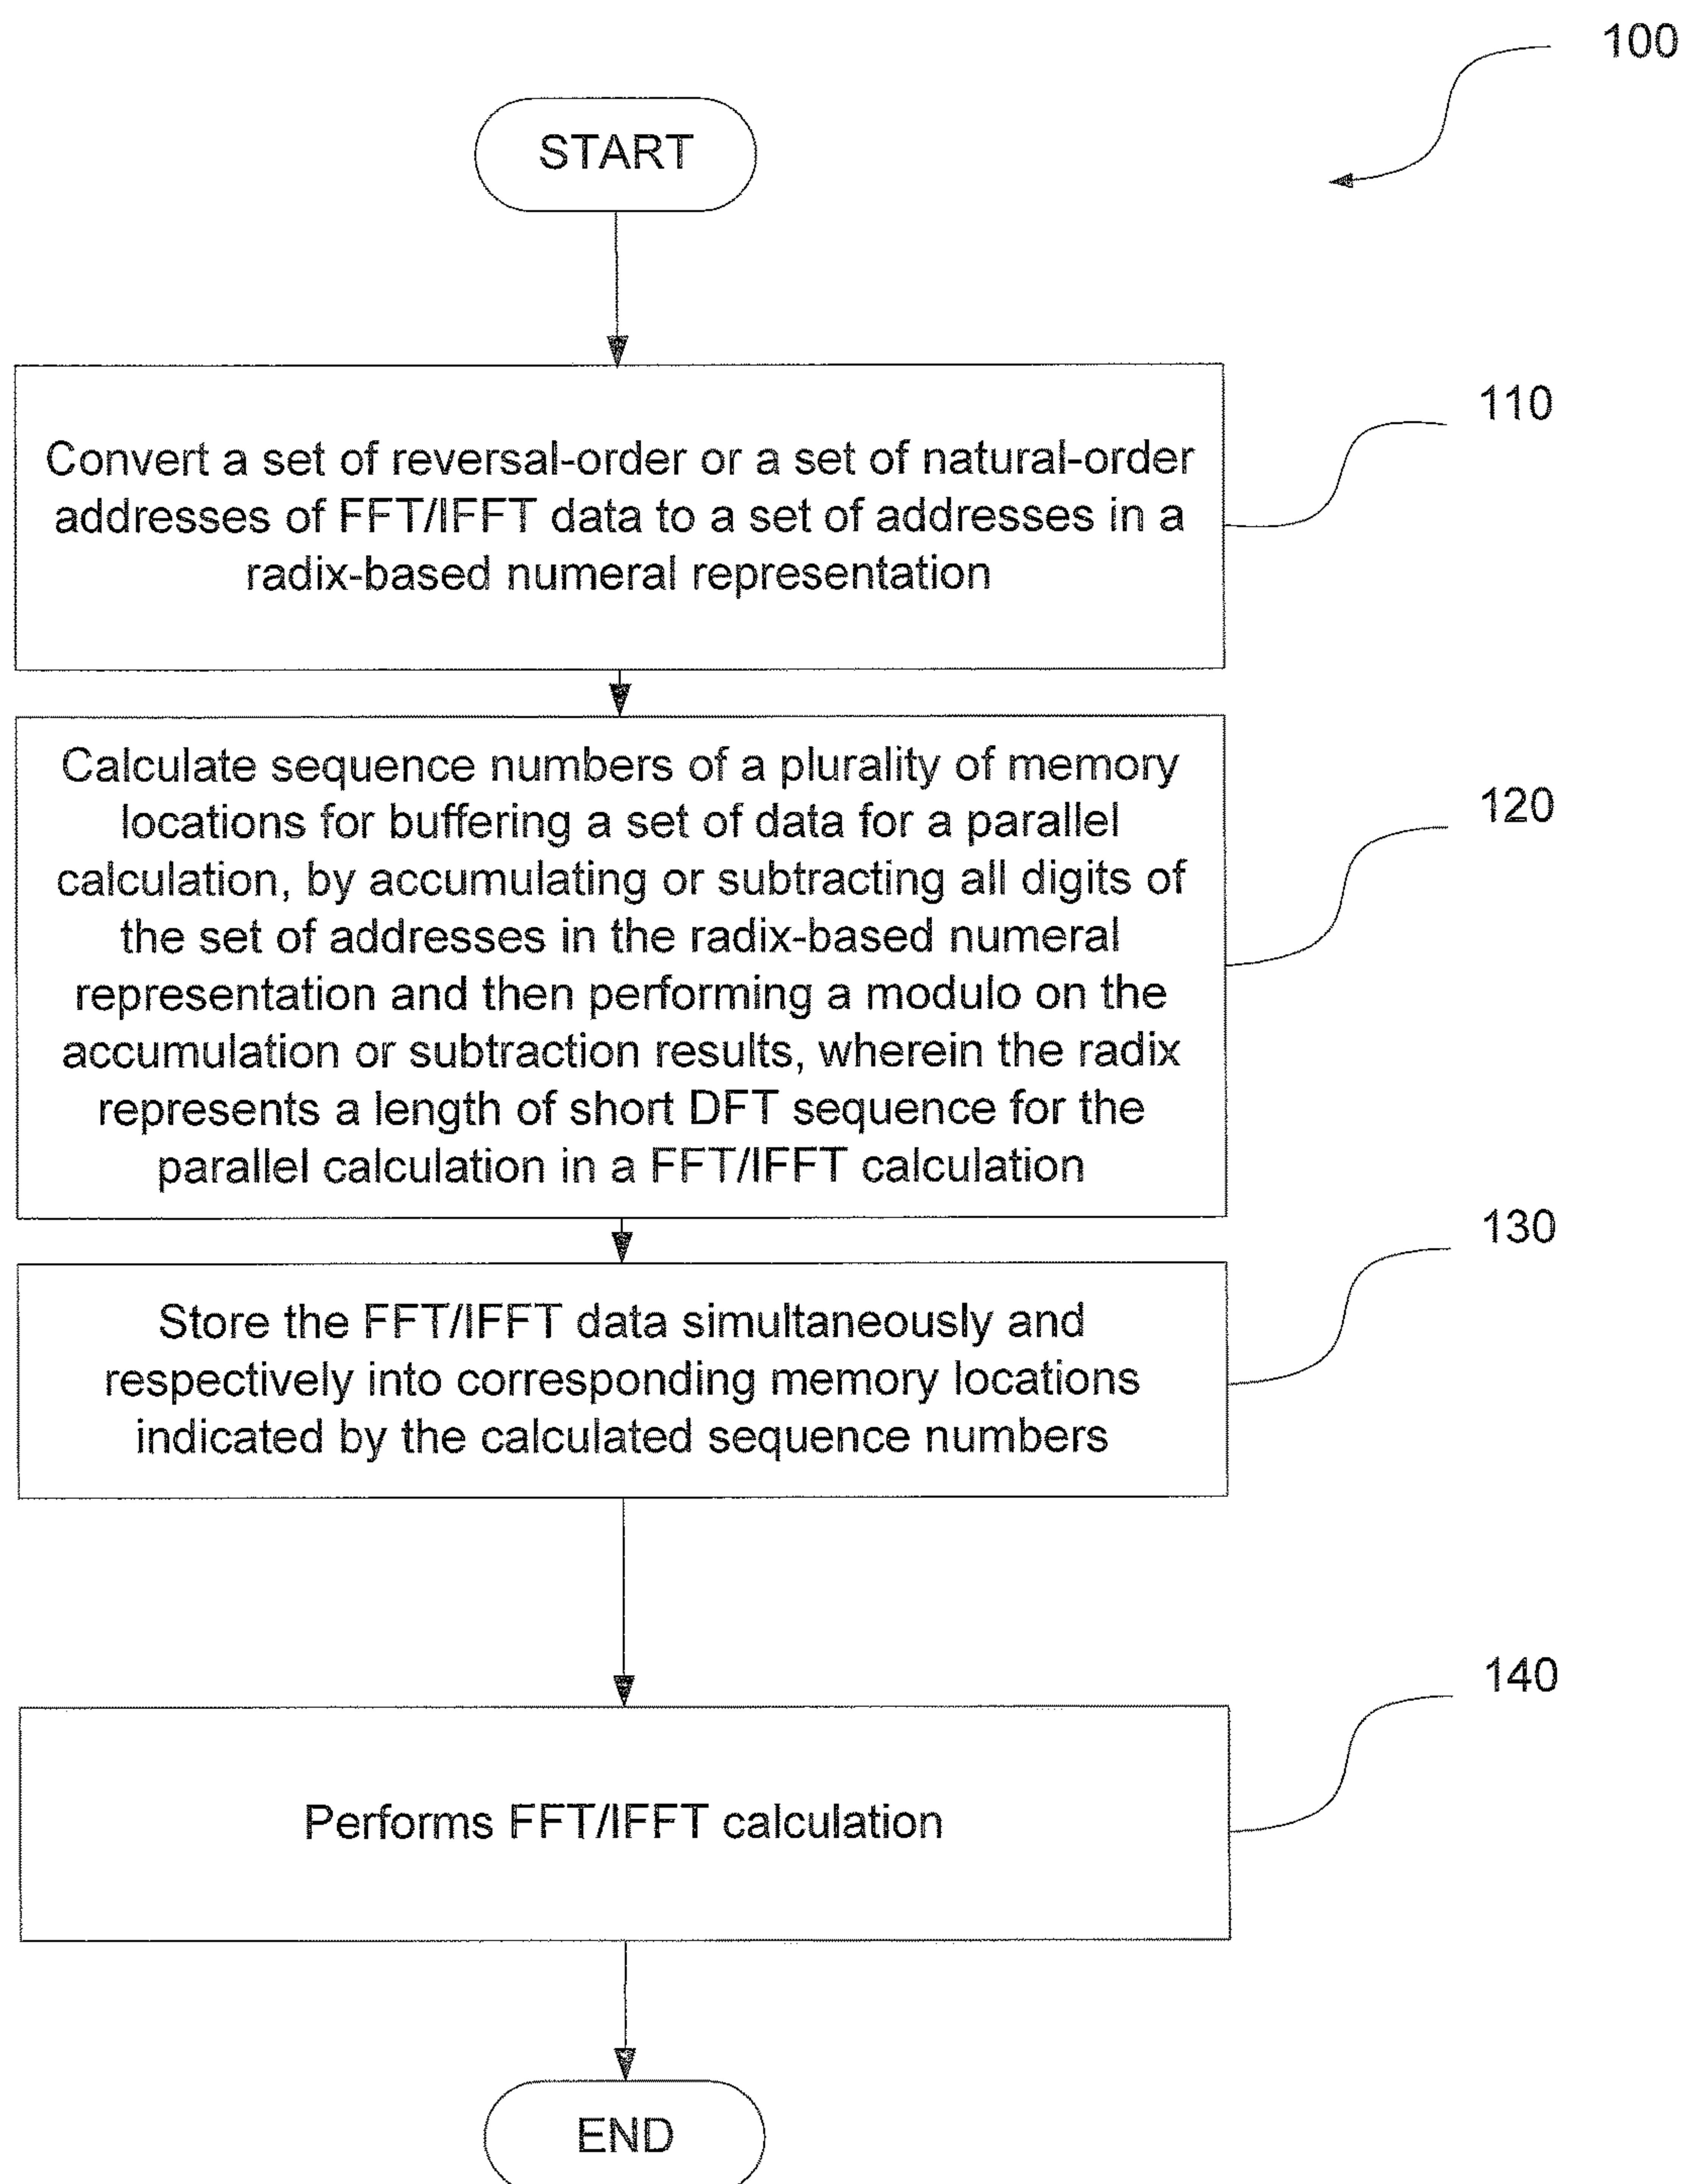 100
START
110
Convert a set of reversal-order or a set of natural-order
addresses of FFT/IFFT data to a set of addresses in a
radix-based numeral representation
120
Calculate sequence numbers of a plurality of memory
locations for buffering a set of data for a parallel
calculation, by accumulating or subtracting all digits of
the set of addresses in the radix-based numeral
representation and then performing a modulo on the
accumulation or subtraction results, wherein the radix
represents a length of short DFT sequence for the
parallel calculation in a FFT/IFFT calculation
130
Store the FFT/IFFT data simultaneously and
respectively into corresponding memory locations
indicated by the calculated sequence numbers
140
Performs FFT/IFFT calculation
END